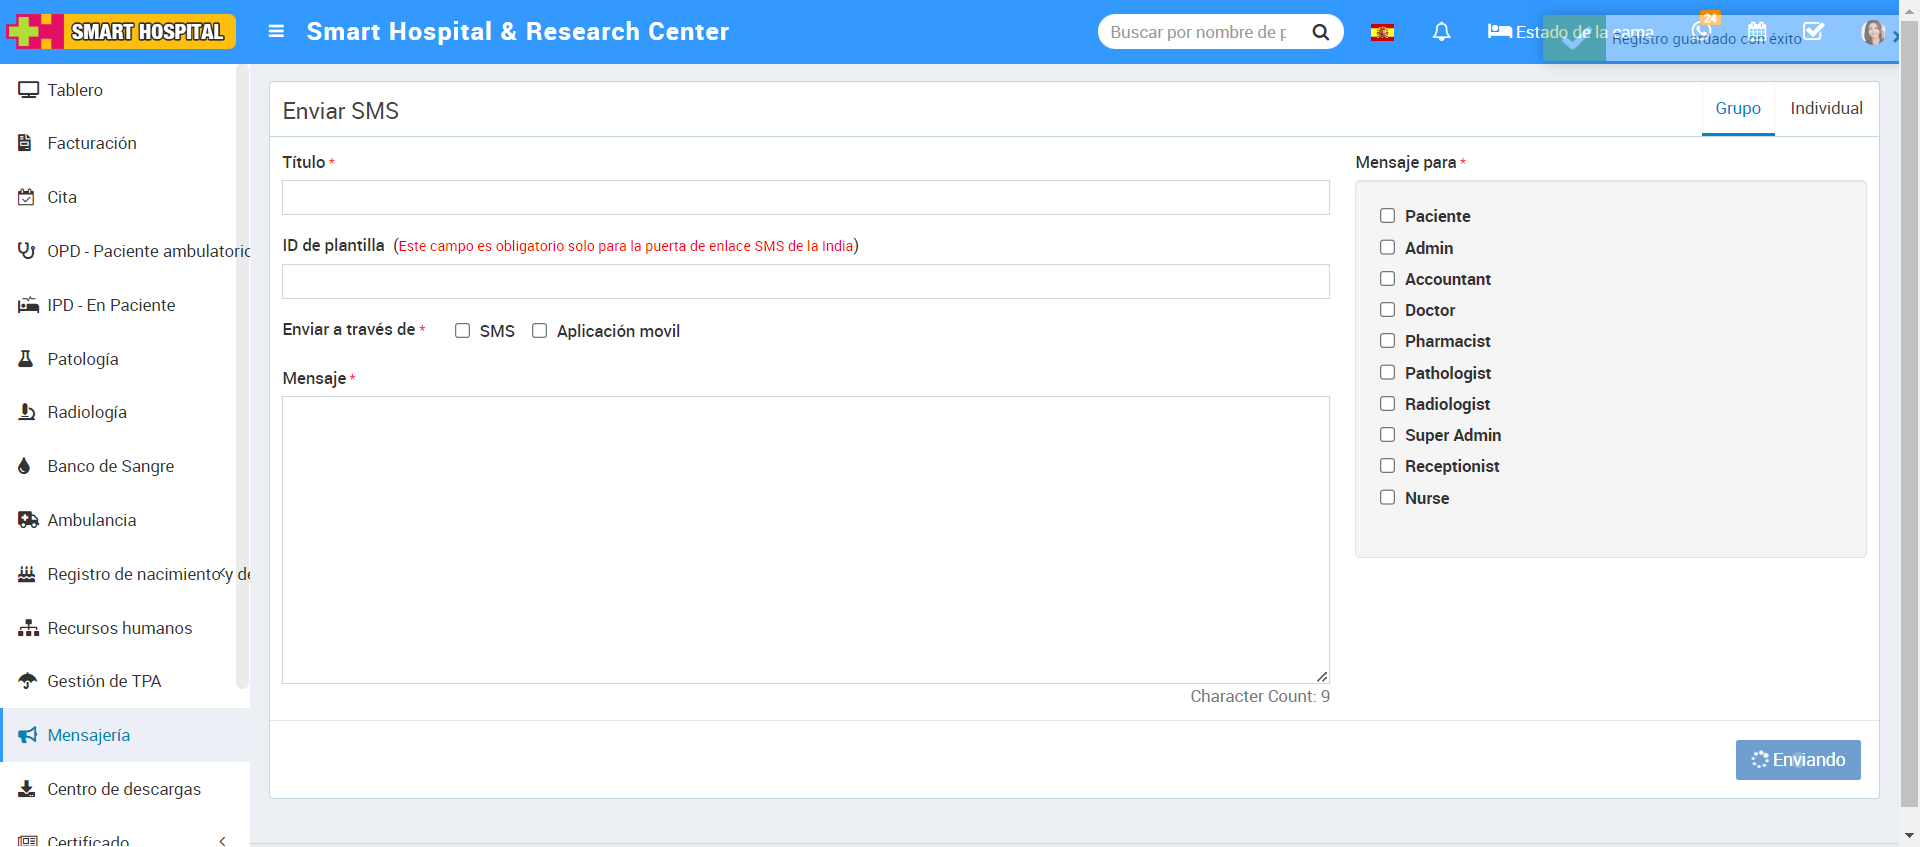 SMART HOSPITAL
Smart Hospital & Research Center
Buscar por nombre de p
Estado de la cama
24
Registro guardado con éxito
Tablero
Facturación
Cita
OPD - Paciente ambulatorio
IPD - En Paciente
Patología
Radiología
Banco de Sangre
Ambulancia
Registro de nacimiento y de
Recursos humanos
Gestión de TPA
Mensajería
Centro de descargas
Certificado
Enviar SMS
Grupo
Individual
Título *
ID de plantilla (Este campo es obligatorio solo para la puerta de enlace SMS de la India)
Enviar a través de * SMS Aplicación movil
Mensaje *
Character Count: 9
Mensaje para *
Paciente
Admin
Accountant
Doctor
Pharmacist
Pathologist
Radiologist
Super Admin
Receptionist
Nurse
Enviando